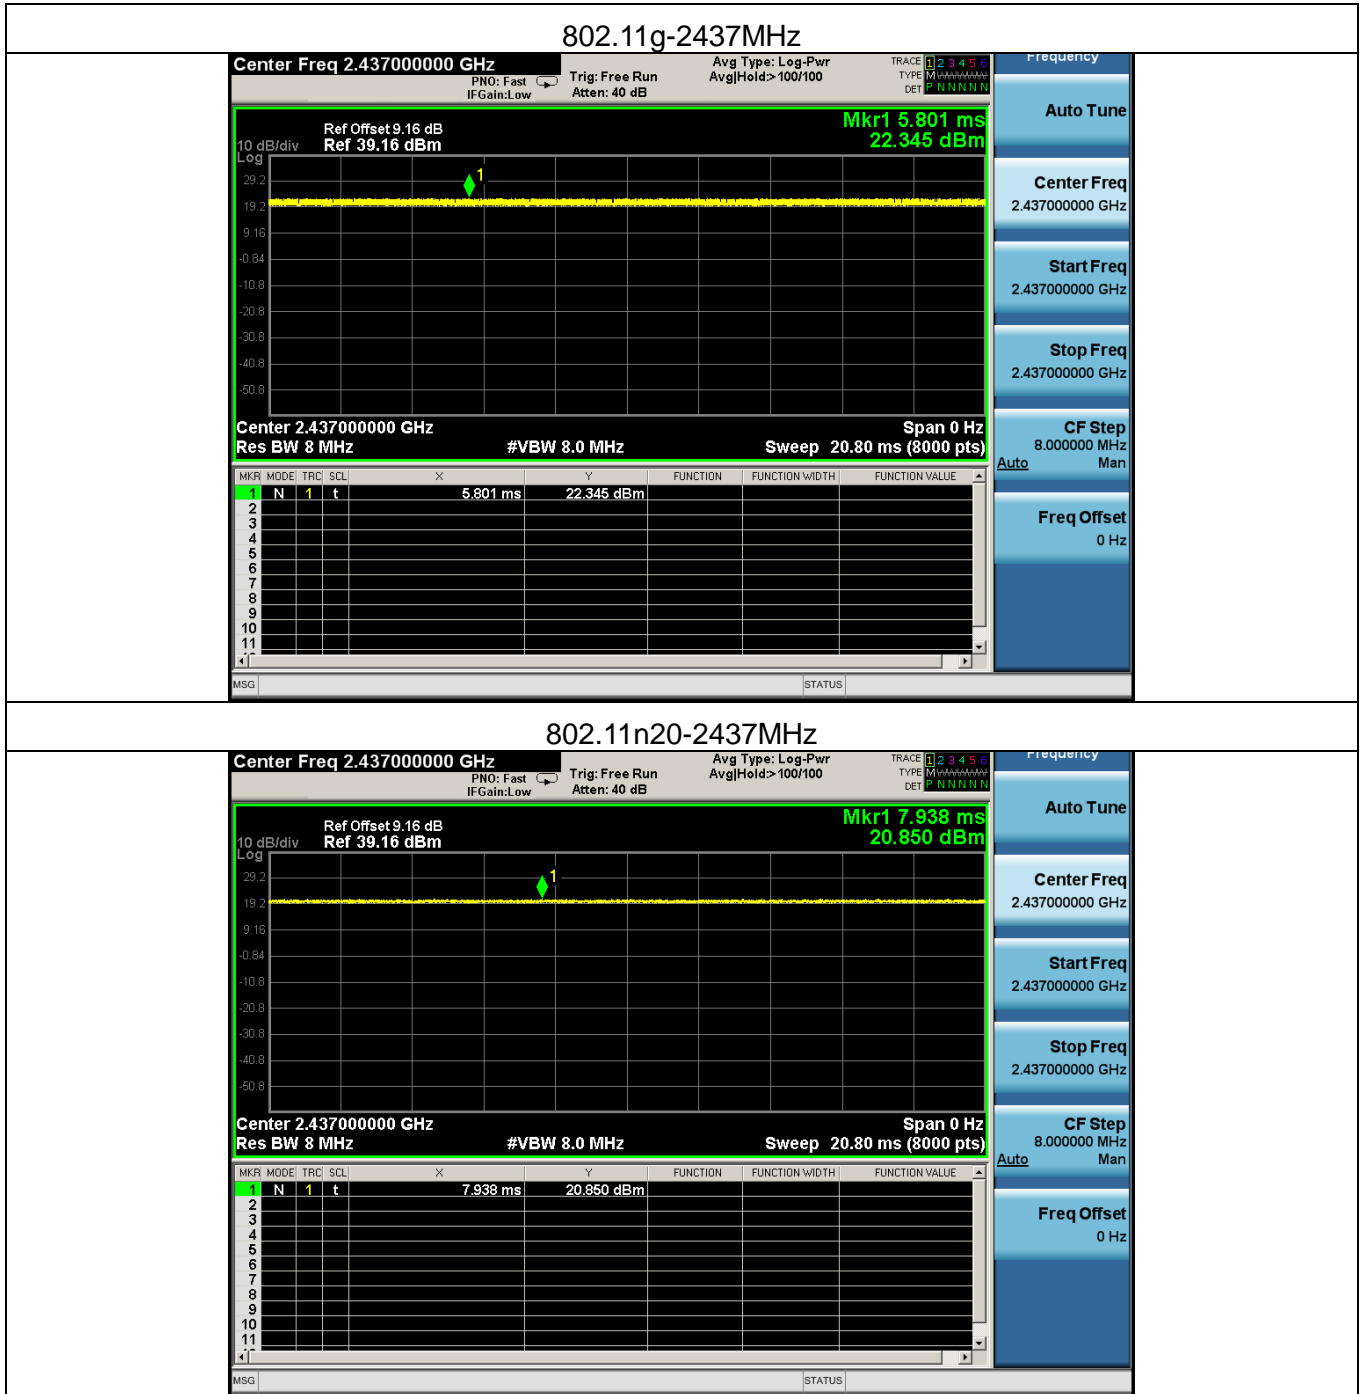 802.11g-2437MHz
Center Freq 2.437000000 GHz
PNO: Fast
IFGain:Low
Trig: Free Run
Atten: 40 dB
Avg Type: Log-Pwr
Avg|Hold:>100/100
TRACE 1 2 3 4 5 6
TYPE M
DET P N N N N N
Frequency
Mkr1 5.801 ms
22.345 dBm
Ref Offset 9.16 dB
10 dB/div Ref 39.16 dBm
Log
1
29.2
19.2
9.16
-0.84
-10.8
-20.8
-30.8
-40.8
-50.8
Center 2.437000000 GHz Span 0 Hz
Res BW 8 MHz #VBW 8.0 MHz Sweep 20.80 ms (8000 pts)
MKR MODE TRC SCL X Y FUNCTION FUNCTION WIDTH FUNCTION VALUE
1 N 1 t 5.801 ms 22.345 dBm
2
3
4
5
6
7
8
9
10
11
MSG STATUS
Auto Tune
Center Freq
2.437000000 GHz
Start Freq
2.437000000 GHz
Stop Freq
2.437000000 GHz
CF Step
8.000000 MHz
Auto Man
Freq Offset
0 Hz
802.11n20-2437MHz
Center Freq 2.437000000 GHz
PNO: Fast
IFGain:Low
Trig: Free Run
Atten: 40 dB
Avg Type: Log-Pwr
Avg|Hold:>100/100
TRACE 1 2 3 4 5 6
TYPE M
DET P N N N N N
Frequency
Mkr1 7.938 ms
20.850 dBm
Ref Offset 9.16 dB
10 dB/div Ref 39.16 dBm
Log
1
29.2
19.2
9.16
-0.84
-10.8
-20.8
-30.8
-40.8
-50.8
Center 2.437000000 GHz Span 0 Hz
Res BW 8 MHz #VBW 8.0 MHz Sweep 20.80 ms (8000 pts)
MKR MODE TRC SCL X Y FUNCTION FUNCTION WIDTH FUNCTION VALUE
1 N 1 t 7.938 ms 20.850 dBm
2
3
4
5
6
7
8
9
10
11
MSG STATUS
Auto Tune
Center Freq
2.437000000 GHz
Start Freq
2.437000000 GHz
Stop Freq
2.437000000 GHz
CF Step
8.000000 MHz
Auto Man
Freq Offset
0 Hz